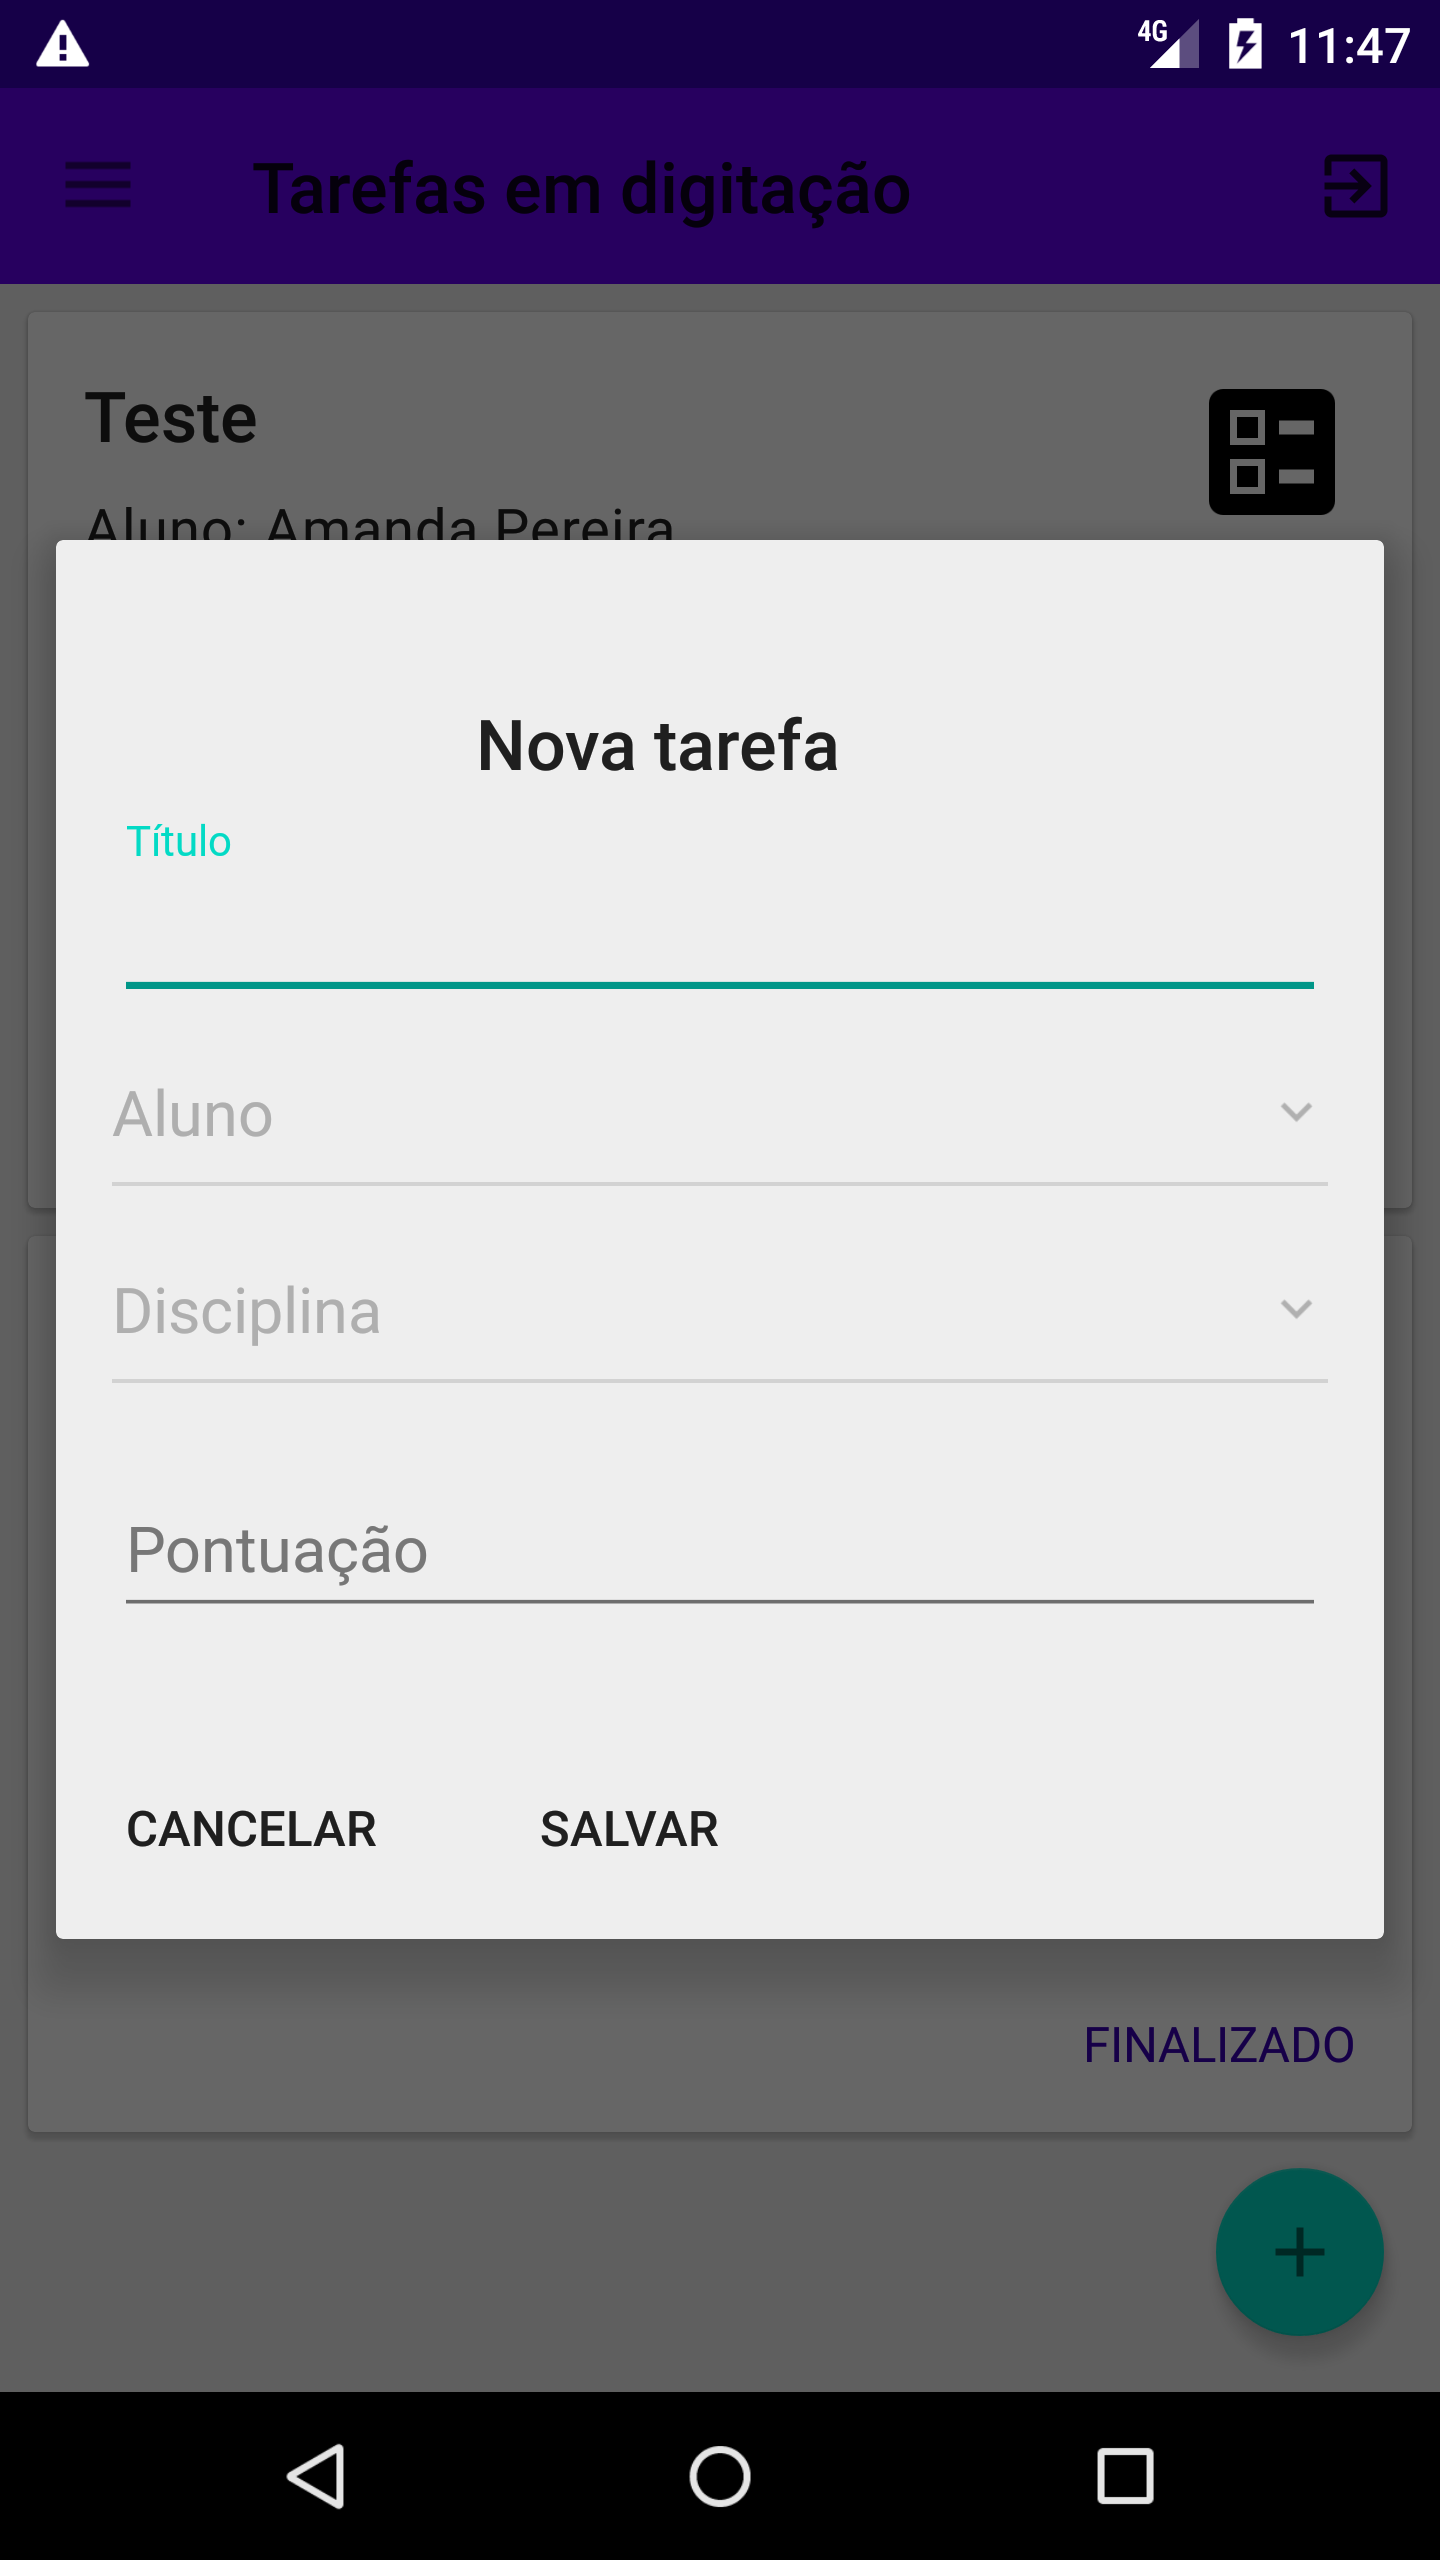 4G 11:47
Tarefas em digitação
Teste
Aluno: Amanda Pereira
Nova tarefa
Título
Aluno
Disciplina
Pontuação
CANCELAR SALVAR
FINALIZADO